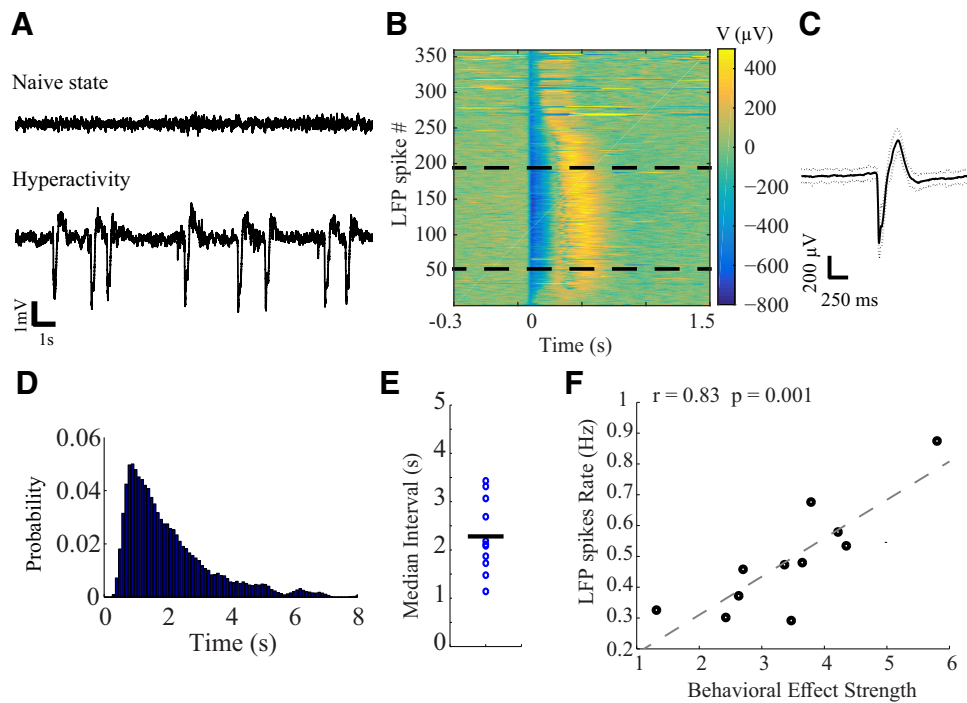 A
Naive state
Hyperactivity
1mV
1s
B
V (µV)
LFP spike #
350
300
250
200
150
100
50
-0.3
0
1.5
Time (s)
400
200
0
−200
−400
−600
−800
C
200 µV
250 ms
D
Probability
0.06
0.04
0.02
0
0
2
4
6
8
Time (s)
E
Median Interval (s)
5
4
3
2
1
0
F
r = 0.83 p = 0.001
LFP spikes Rate (Hz)
1
0.9
0.8
0.7
0.6
0.5
0.4
0.3
0.2
1
2
3
4
5
6
Behavioral Effect Strength